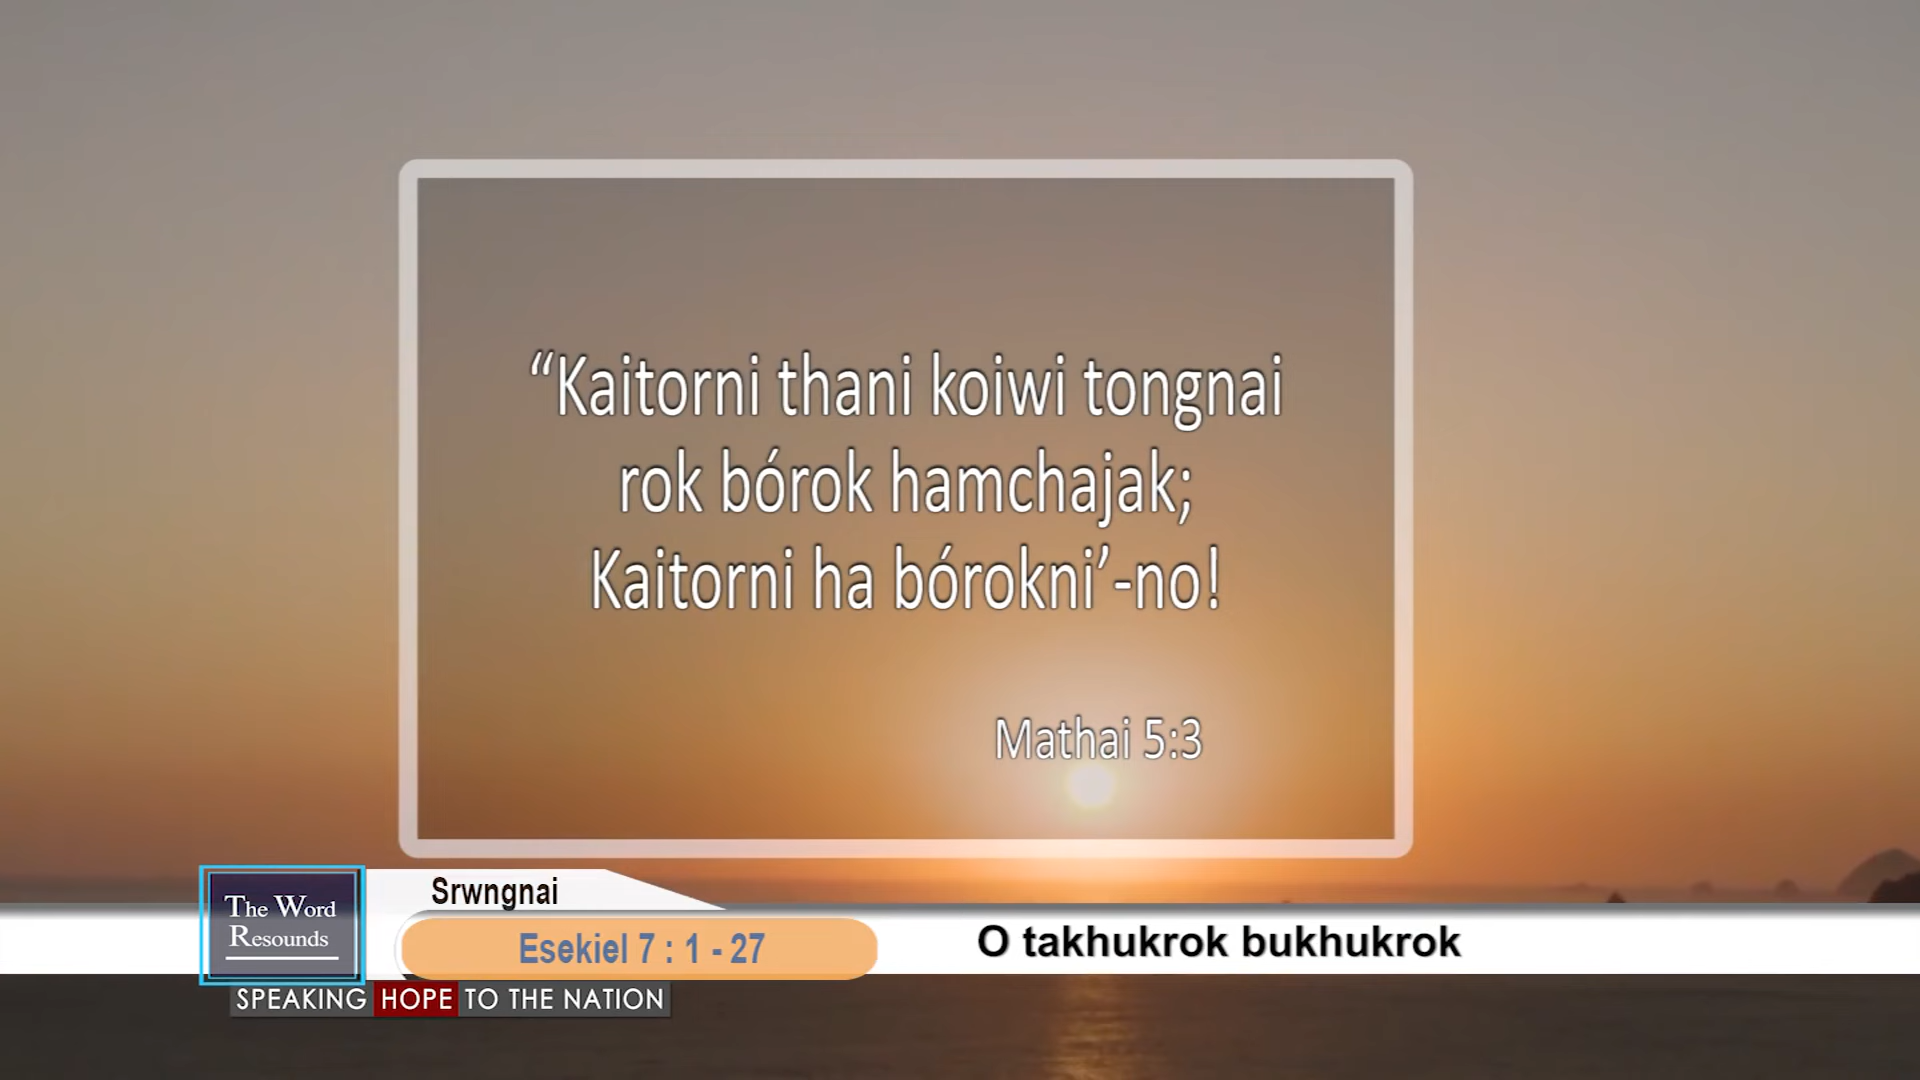 “Kaitorni thani koiwi tongnai
rok bórok hamchajak;
Kaitorni ha bórokni’-no!
Mathai 5:3
The Word
Resounds
Srwngnai
Esekiel 7 : 1 - 27
O takhukrok bukhukrok
SPEAKING HOPE TO THE NATION